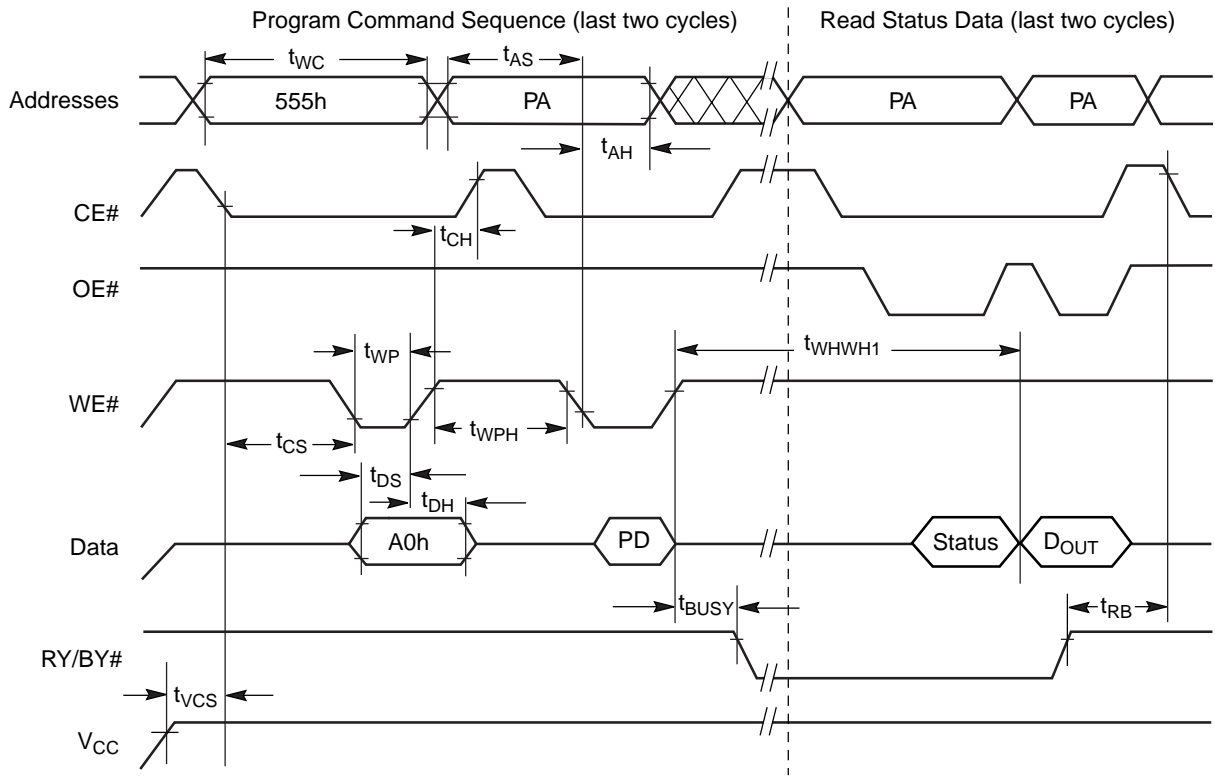 Program Command Sequence (last two cycles)
Read Status Data (last two cycles)
tWC
tAS
Addresses
555h
PA
PA
PA
tAH
CE#
tCH
OE#
tWP
tWHWH1
WE#
tCS
tWPH
tDS
tDH
Data
A0h
PD
Status
DOUT
tBUSY
tRB
RY/BY#
tVCS
VCC